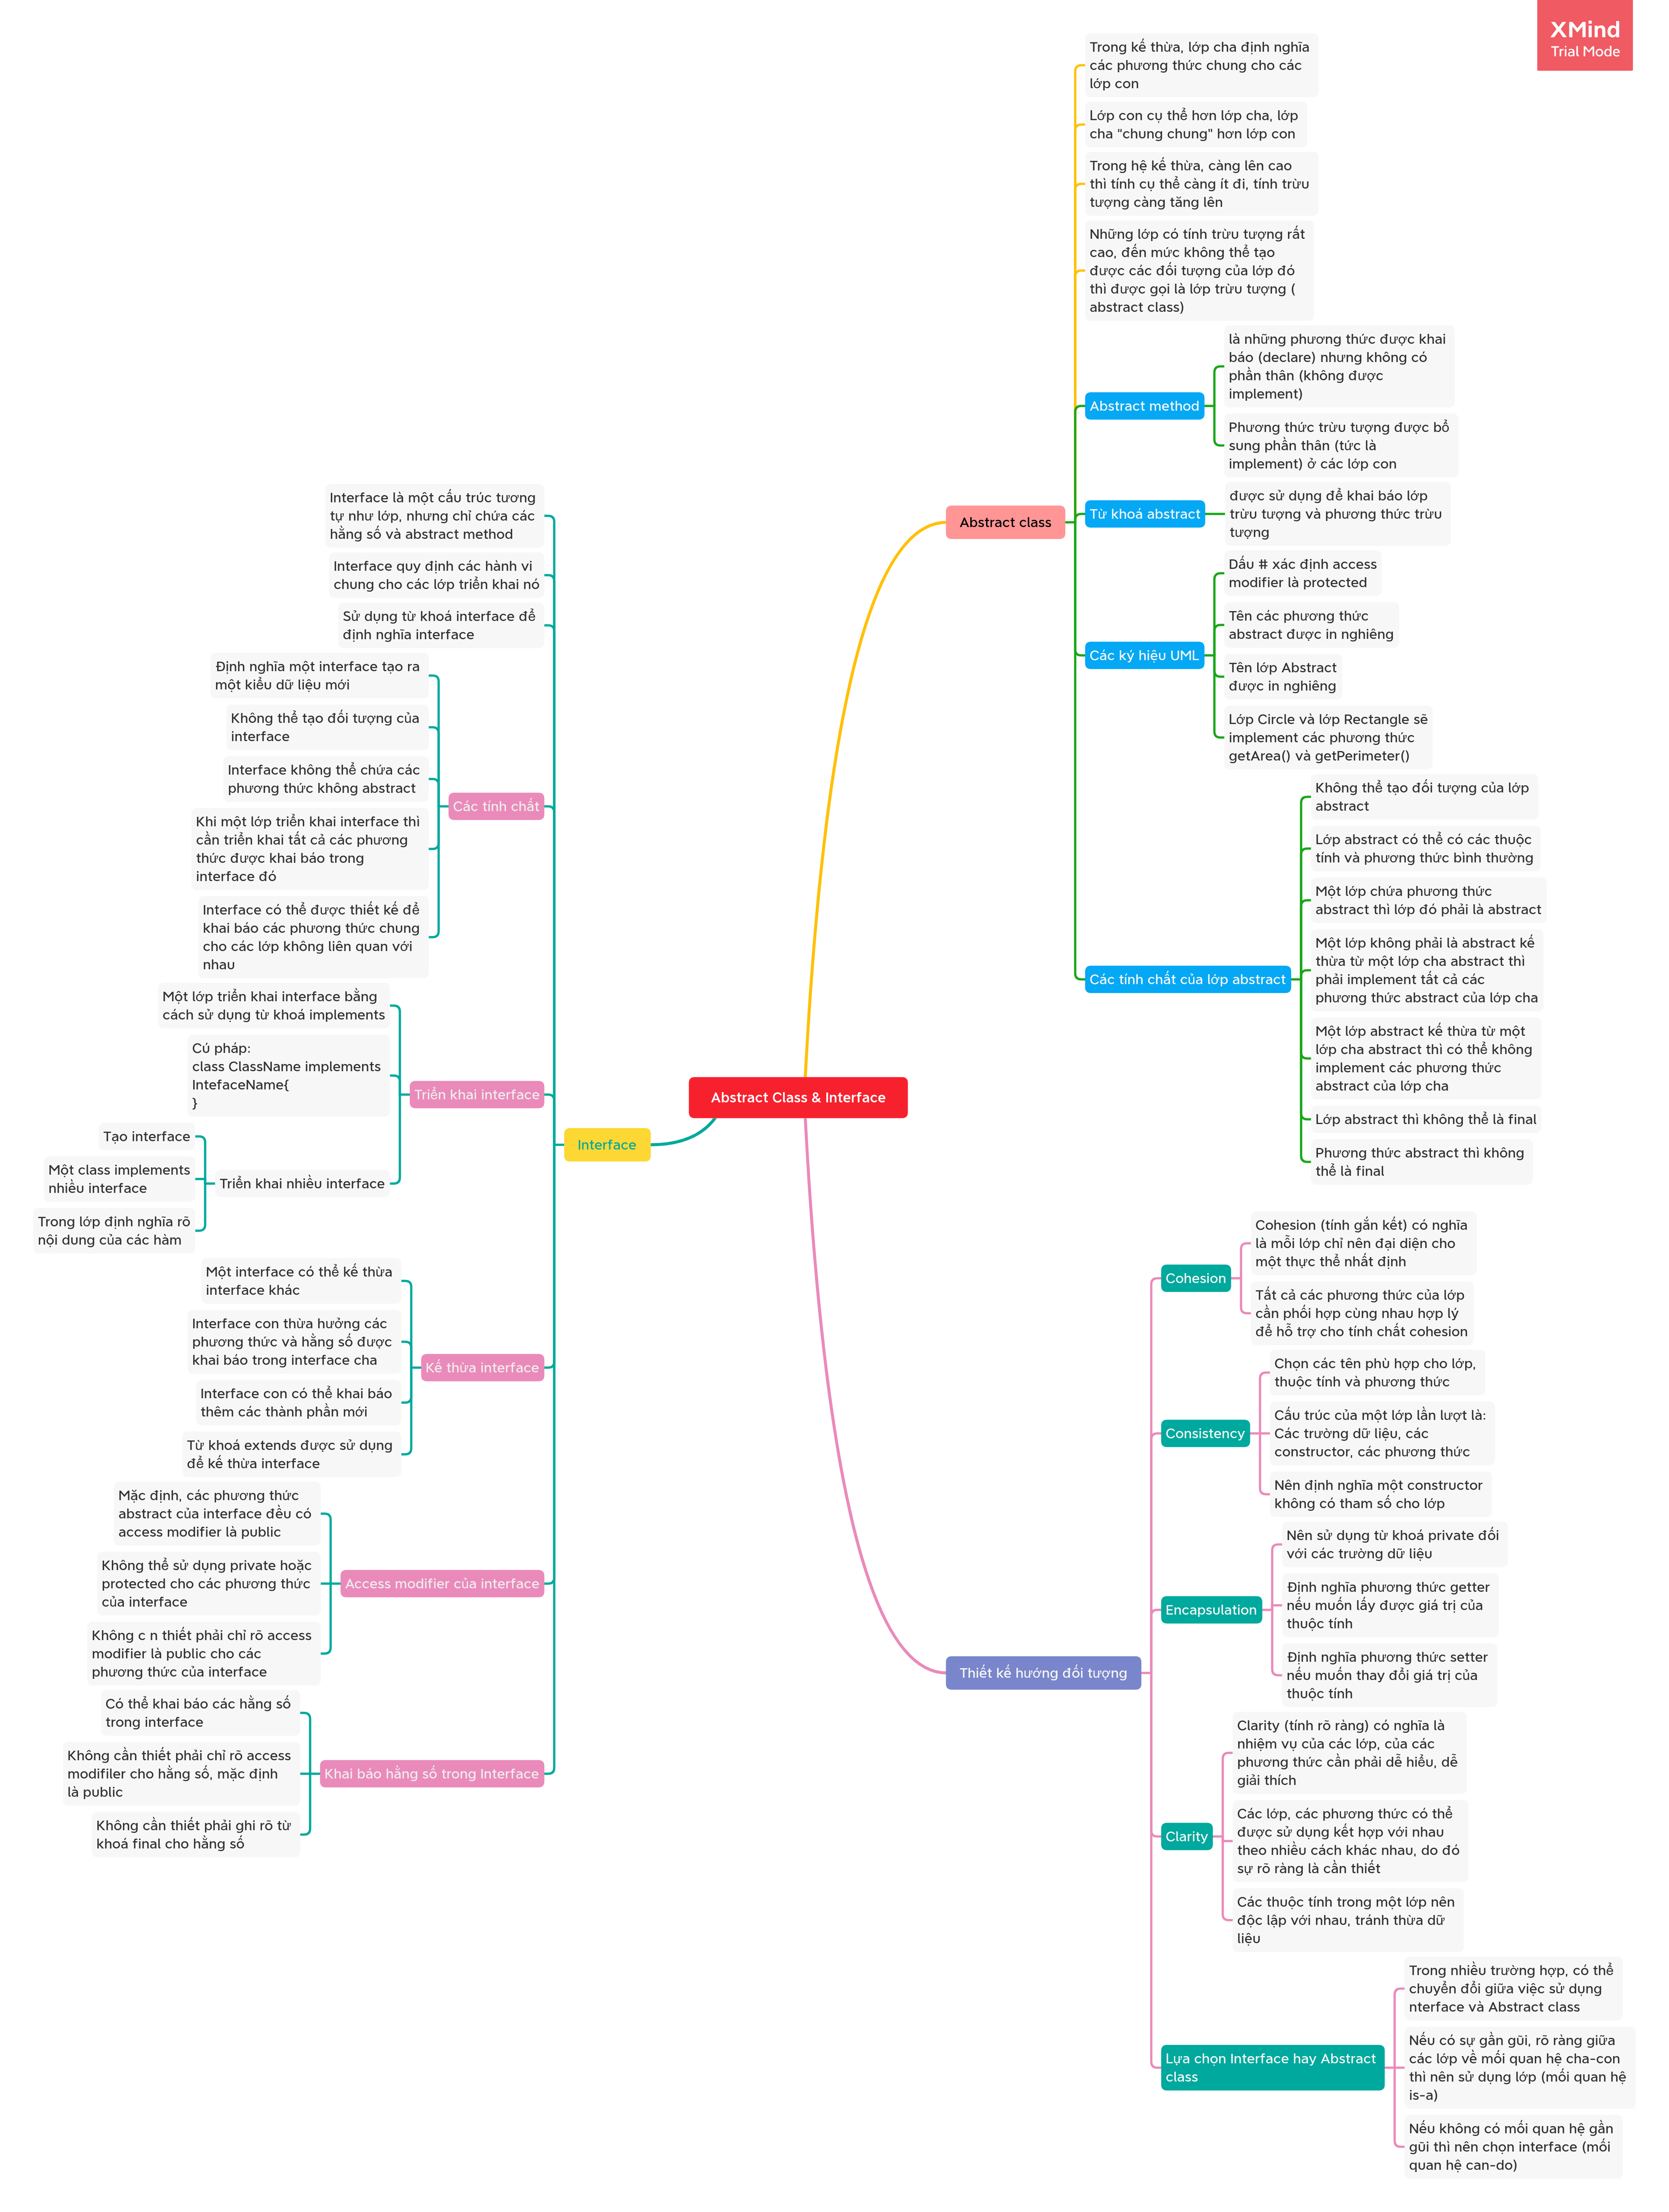 XMind
Trial Mode
Abstract Class & Interface
Abstract class
Trong kế thừa, lớp cha định nghĩa
các phương thức chung cho các
lớp con
Lớp con cụ thể hơn lớp cha, lớp
cha "chung chung" hơn lớp con
Trong hệ kế thừa, càng lên cao
thì tính cụ thể càng ít đi, tính trừu
tượng càng tăng lên
Những lớp có tính trừu tượng rất
cao, đến mức không thể tạo
được các đối tượng của lớp đó
thì được gọi là lớp trừu tượng (
abstract class)
Abstract method
là những phương thức được khai
báo (declare) nhưng không có
phần thân (không được
implement)
Phương thức trừu tượng được bổ
sung phần thân (tức là
implement) ở các lớp con
Từ khoá abstract
được sử dụng để khai báo lớp
trừu tượng và phương thức trừu
tượng
Các ký hiệu UML
Dấu # xác định access
modifier là protected
Tên các phương thức
abstract được in nghiêng
Tên lớp Abstract
được in nghiêng
Lớp Circle và lớp Rectangle sẽ
implement các phương thức
getArea() và getPerimeter()
Các tính chất của lớp abstract
Không thể tạo đối tượng của lớp
abstract
Lớp abstract có thể có các thuộc
tính và phương thức bình thường
Một lớp chứa phương thức
abstract thì lớp đó phải là abstract
Một lớp không phải là abstract kế
thừa từ một lớp cha abstract thì
phải implement tất cả các
phương thức abstract của lớp cha
Một lớp abstract kế thừa từ một
lớp cha abstract thì có thể không
implement các phương thức
abstract của lớp cha
Lớp abstract thì không thể là final
Phương thức abstract thì không
thể là final
Thiết kế hướng đối tượng
Cohesion
Cohesion (tính gắn kết) có nghĩa
là mỗi lớp chỉ nên đại diện cho
một thực thể nhất định
Tất cả các phương thức của lớp
cần phối hợp cùng nhau hợp lý
để hỗ trợ cho tính chất cohesion
Consistency
Chọn các tên phù hợp cho lớp,
thuộc tính và phương thức
Cấu trúc của một lớp lần lượt là:
Các trường dữ liệu, các
constructor, các phương thức
Nên định nghĩa một constructor
không có tham số cho lớp
Encapsulation
Nên sử dụng từ khoá private đối
với các trường dữ liệu
Định nghĩa phương thức getter
nếu muốn lấy được giá trị của
thuộc tính
Định nghĩa phương thức setter
nếu muốn thay đổi giá trị của
thuộc tính
Clarity
Clarity (tính rõ ràng) có nghĩa là
nhiệm vụ của các lớp, của các
phương thức cần phải dễ hiểu, dễ
giải thích
Các lớp, các phương thức có thể
được sử dụng kết hợp với nhau
theo nhiều cách khác nhau, do đó
sự rõ ràng là cần thiết
Các thuộc tính trong một lớp nên
độc lập với nhau, tránh thừa dữ
liệu
Lựa chọn Interface hay Abstract
class
Trong nhiều trường hợp, có thể
chuyển đổi giữa việc sử dụng
nterface và Abstract class
Nếu có sự gần gũi, rõ ràng giữa
các lớp về mối quan hệ cha-con
thì nên sử dụng lớp (mối quan hệ
is-a)
Nếu không có mối quan hệ gần
gũi thì nên chọn interface (mối
quan hệ can-do)
Interface
Interface là một cấu trúc tương
tự như lớp, nhưng chỉ chứa các
hằng số và abstract method
Interface quy định các hành vi
chung cho các lớp triển khai nó
Sử dụng từ khoá interface để
định nghĩa interface
Các tính chất
Định nghĩa một interface tạo ra
một kiểu dữ liệu mới
Không thể tạo đối tượng của
interface
Interface không thể chứa các
phương thức không abstract
Khi một lớp triển khai interface thì
cần triển khai tất cả các phương
thức được khai báo trong
interface đó
Interface có thể được thiết kế để
khai báo các phương thức chung
cho các lớp không liên quan với
nhau
Triển khai interface
Một lớp triển khai interface bằng
cách sử dụng từ khoá implements
Cú pháp:
class ClassName implements
IntefaceName{
}
Triển khai nhiều interface
Tạo interface
Một class implements
nhiều interface
Trong lớp định nghĩa rõ
nội dung của các hàm
Kế thừa interface
Một interface có thể kế thừa
interface khác
Interface con thừa hưởng các
phương thức và hằng số được
khai báo trong interface cha
Interface con có thể khai báo
thêm các thành phần mới
Từ khoá extends được sử dụng
để kế thừa interface
Access modifier của interface
Mặc định, các phương thức
abstract của interface đều có
access modifier là public
Không thể sử dụng private hoặc
protected cho các phương thức
của interface
Không c n thiết phải chỉ rõ access
modifier là public cho các
phương thức của interface
Khai báo hằng số trong Interface
Có thể khai báo các hằng số
trong interface
Không cần thiết phải chỉ rõ access
modifiler cho hằng số, mặc định
là public
Không cần thiết phải ghi rõ từ
khoá final cho hằng số